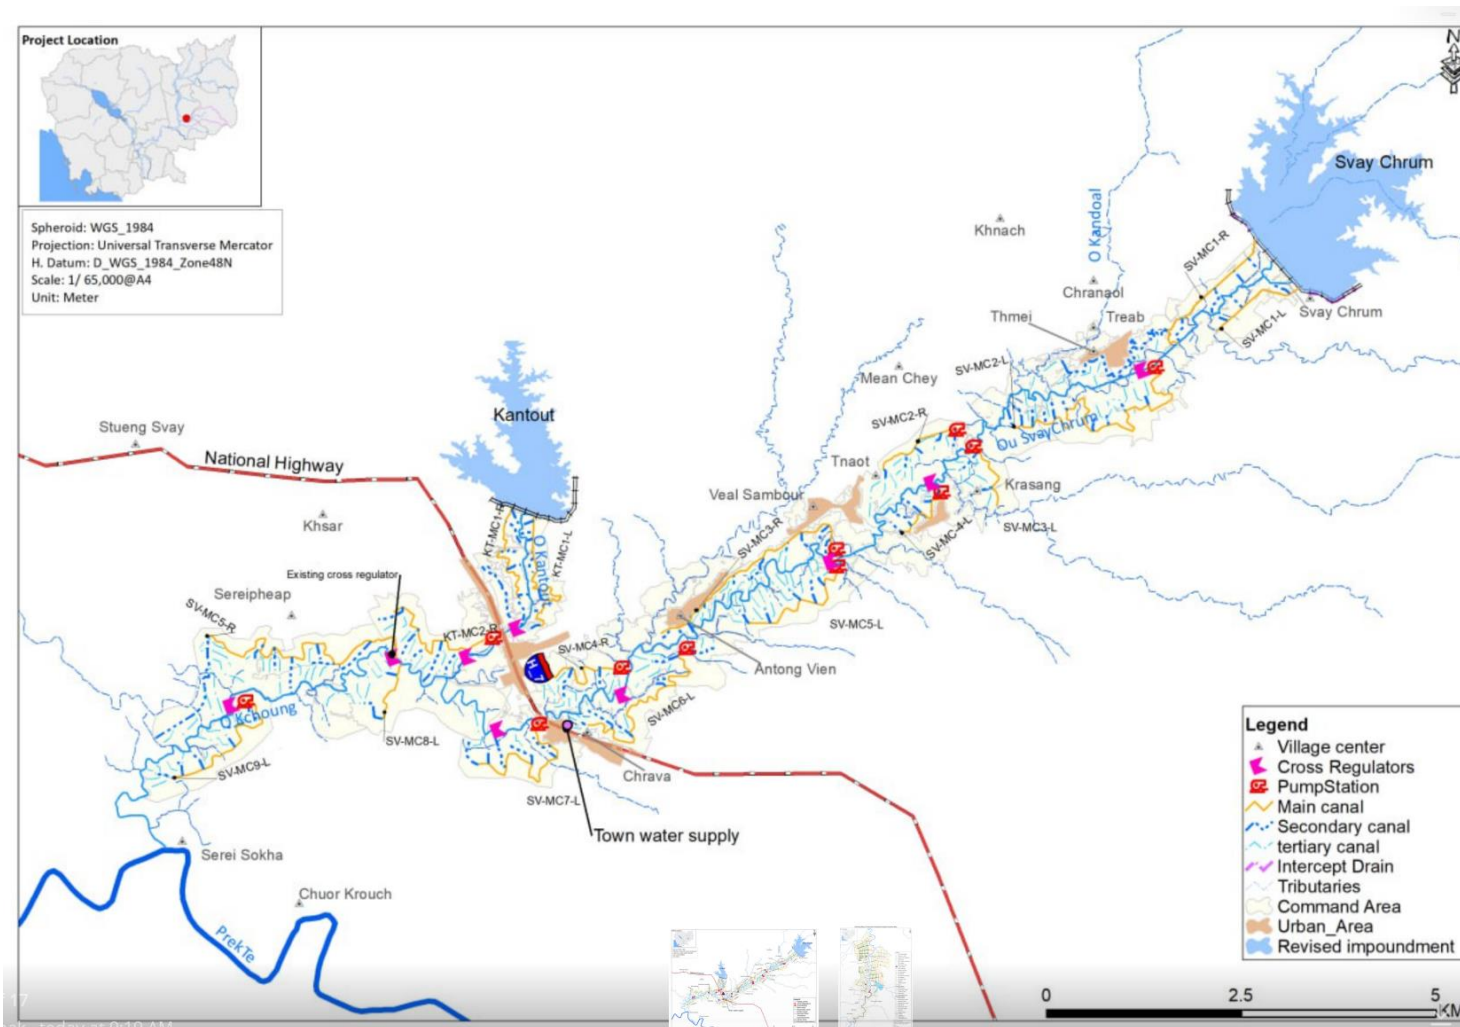 Project Location
N
Spheroid: WGS_1984
Projection: Universal Transverse Mercator
H. Datum: D_WGS_1984_Zone48N
Scale: 1/ 65,000@A4
Unit: Meter
Svay Chrum
Khnach
O Kandoal
SV-MC1-R
Chranaol
Thmei
Treab
Svay Chrum
SV-MC1-L
SV-MC2-L
Mean Chey
Kantout
SV-MC2-R
Ou SvayChrum
Stueng Svay
National Highway
Tnaot
Krasang
Veal Sambour
Khsar
KT-MC1-R
O Kantout
KT-MC1-L
SV-MC3-R
SV-MC-4-L
SV-MC3-L
Existing cross regulator
Sereipheap
SV-MC5-R
KT-MC2-R
SV-MC4-R
SV-MC5-L
H_7
Antong Vien
O Kchoung
SV-MC6-L
SV-MC8-L
SV-MC9-L
Chrava
SV-MC7-L
Town water supply
Serei Sokha
Chuor Krouch
PrekTe
Legend
Village center
Cross Regulators
PumpStation
Main canal
Secondary canal
tertiary canal
Intercept Drain
Tributaries
Command Area
Urban_Area
Revised impoundment
0 2.5 5
KM
17